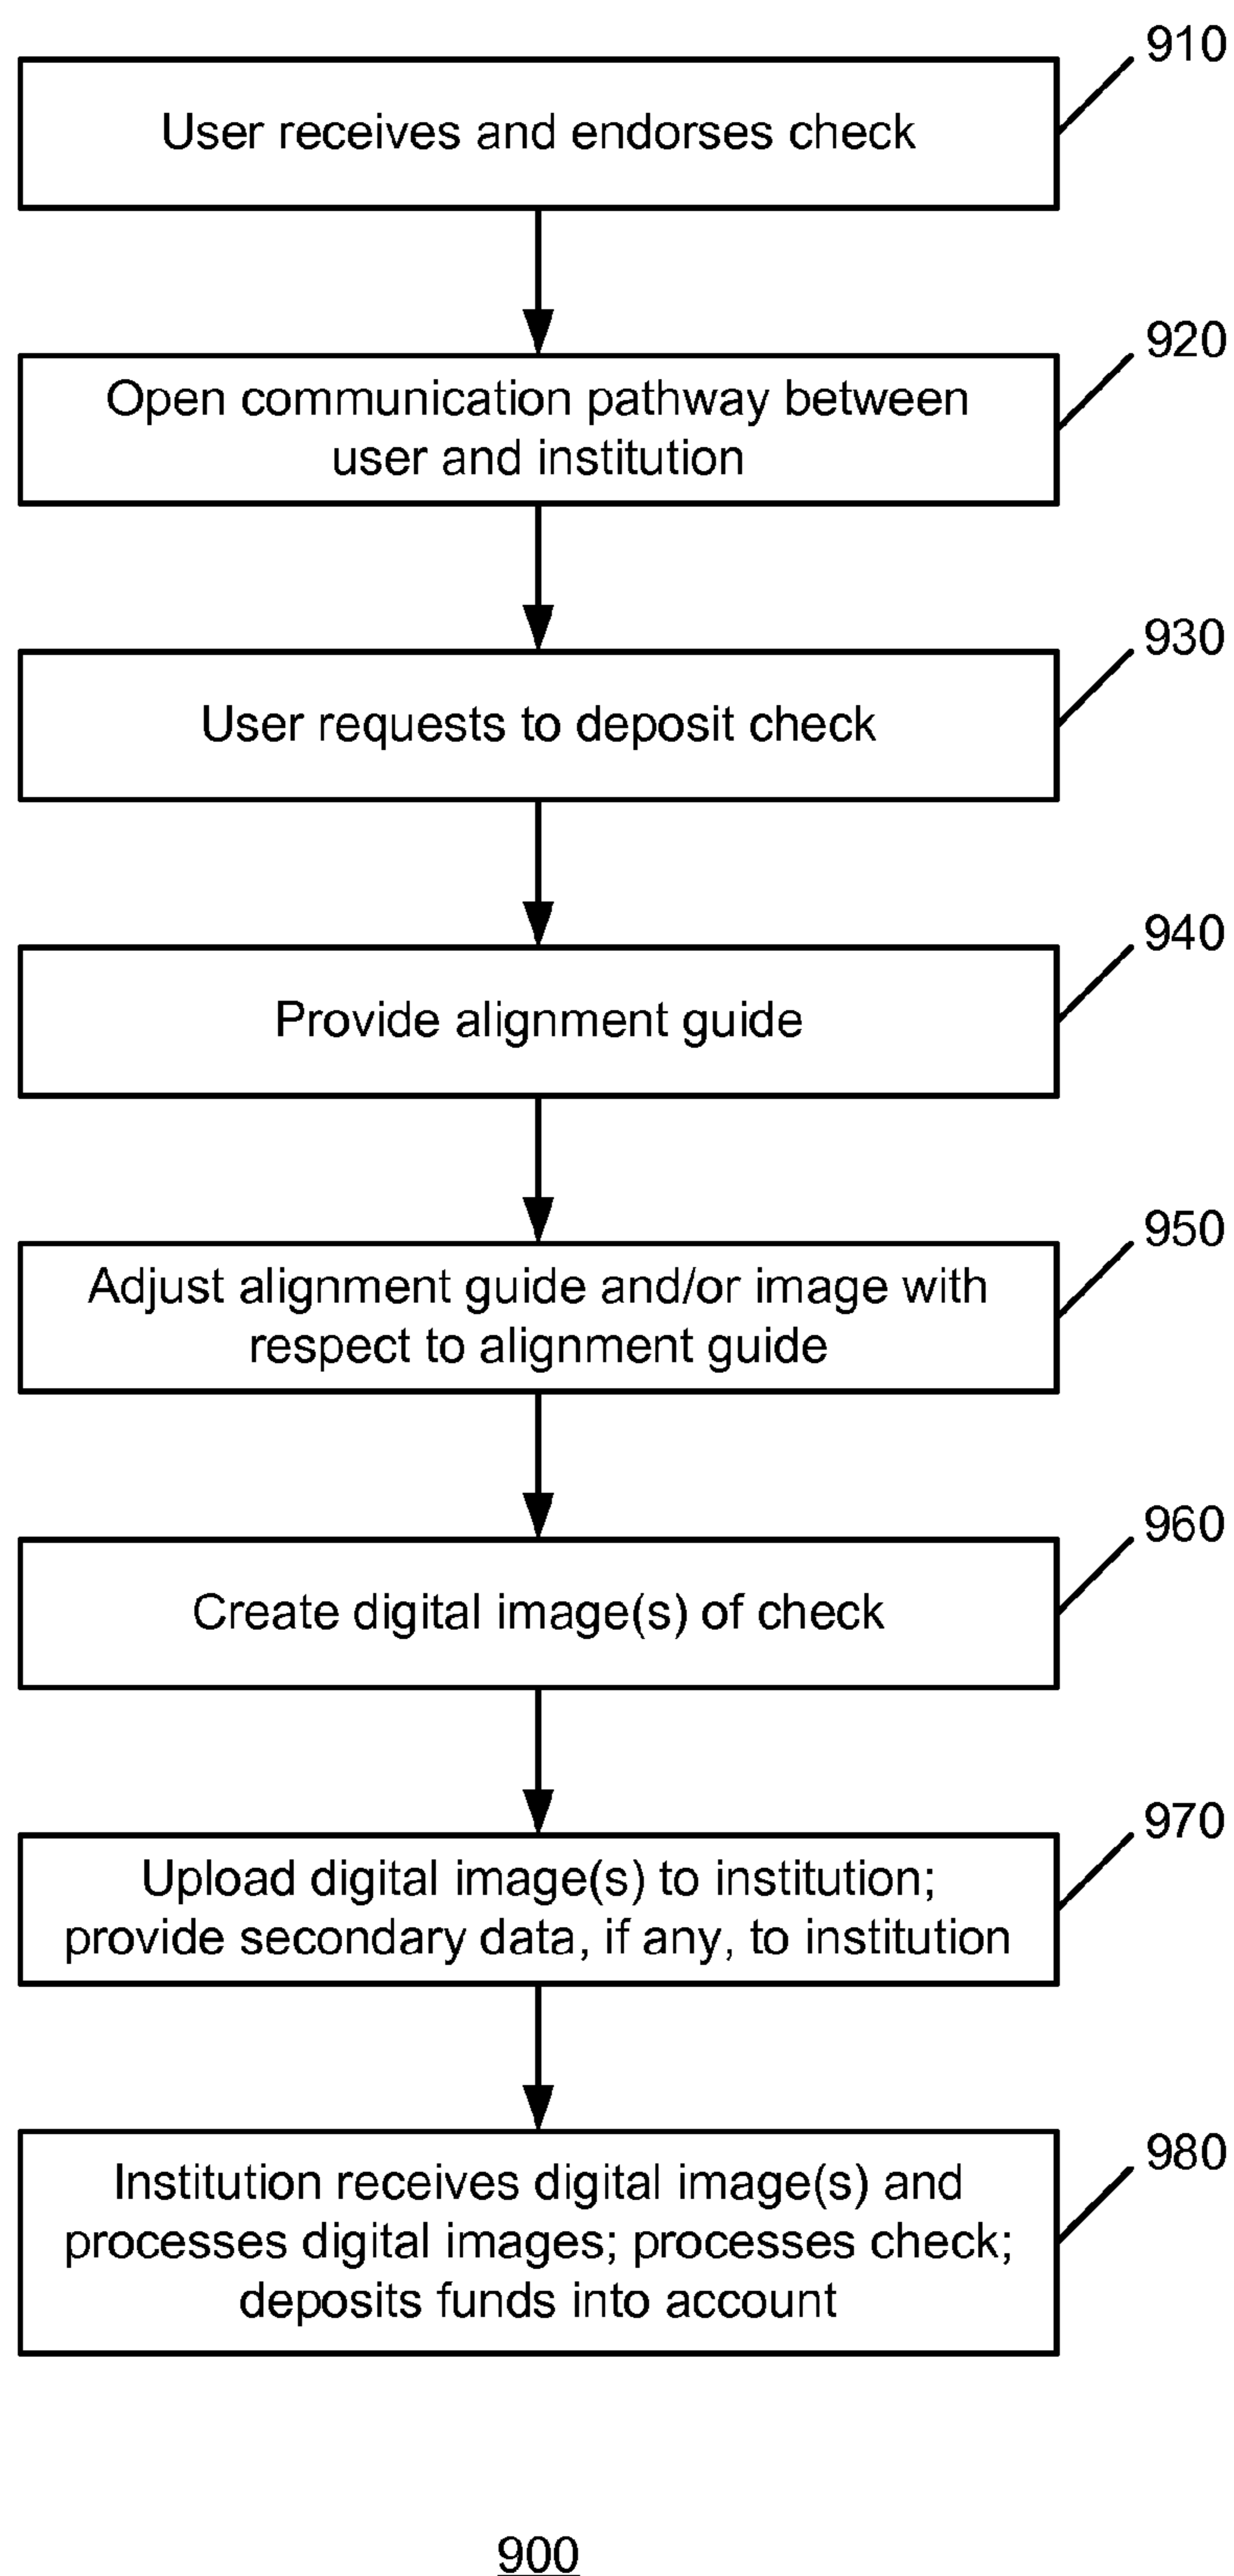 910
User receives and endorses check
920
Open communication pathway between
user and institution
930
User requests to deposit check
940
Provide alignment guide
950
Adjust alignment guide and/or image with
respect to alignment guide
960
Create digital image(s) of check
970
Upload digital image(s) to institution;
provide secondary data, if any, to institution
980
Institution receives digital image(s) and
processes digital images; processes check;
deposits funds into account
900